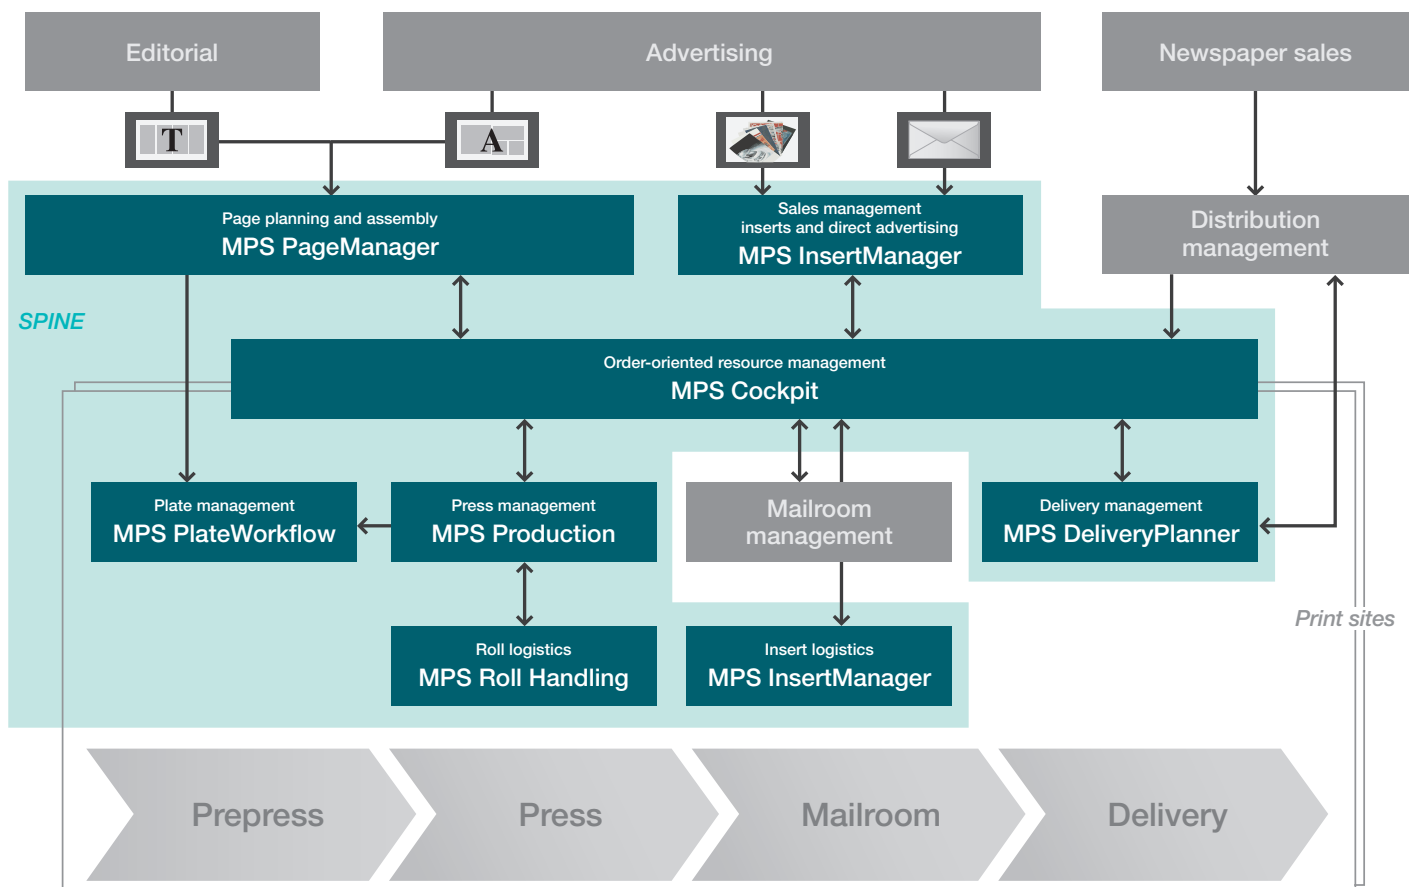 Editorial
Advertising
Newspaper sales
T
A
Page planning and assembly
MPS PageManager
Sales management
inserts and direct advertising
MPS InsertManager
Distribution
management
SPINE
Order-oriented resource management
MPS Cockpit
Plate management
MPS PlateWorkflow
Press management
MPS Production
Mailroom
management
Delivery management
MPS DeliveryPlanner
Print sites
Roll logistics
MPS Roll Handling
Insert logistics
MPS InsertManager
Prepress
Press
Mailroom
Delivery